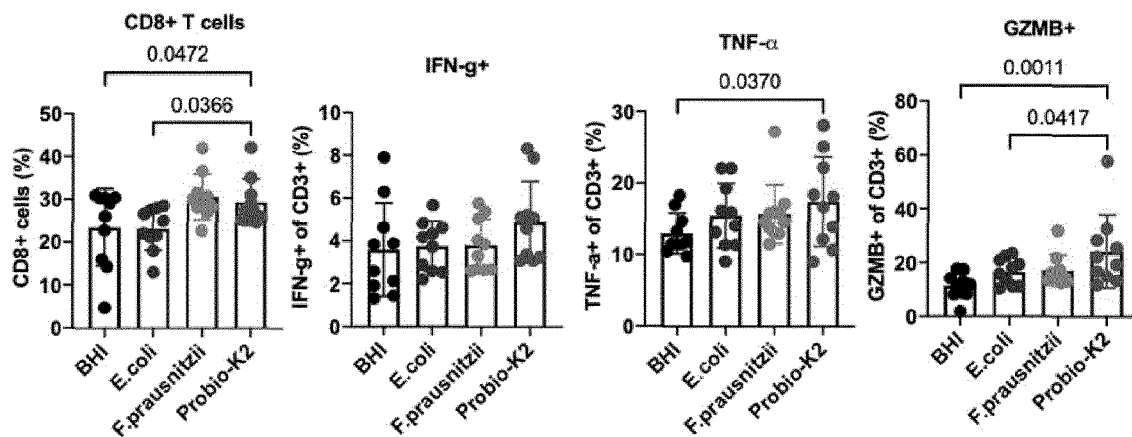 CD8+ T cells
0.0472
0.0366
CD8+ cells (%)
50
40
30
20
10
0
BHI
E.coli
F.prausnitzii
Probio-K2
IFN-g+
IFN-g+ of CD3+ (%)
10
8
6
4
2
0
BHI
E.coli
F.prausnitzii
Probio-K2
TNF-α
0.0370
TNF-a+ of CD3+ (%)
30
20
10
0
BHI
E.coli
F.prausnitzii
Probio-K2
GZMB+
0.0011
0.0417
GZMB+ of CD3+ (%)
80
60
40
20
0
BHI
E.coli
F.prausnitzii
Probio-K2